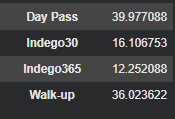 Day Pass 39.977088
Indego30 16.106753
Indego365 12.252088
Walk-up 36.023622